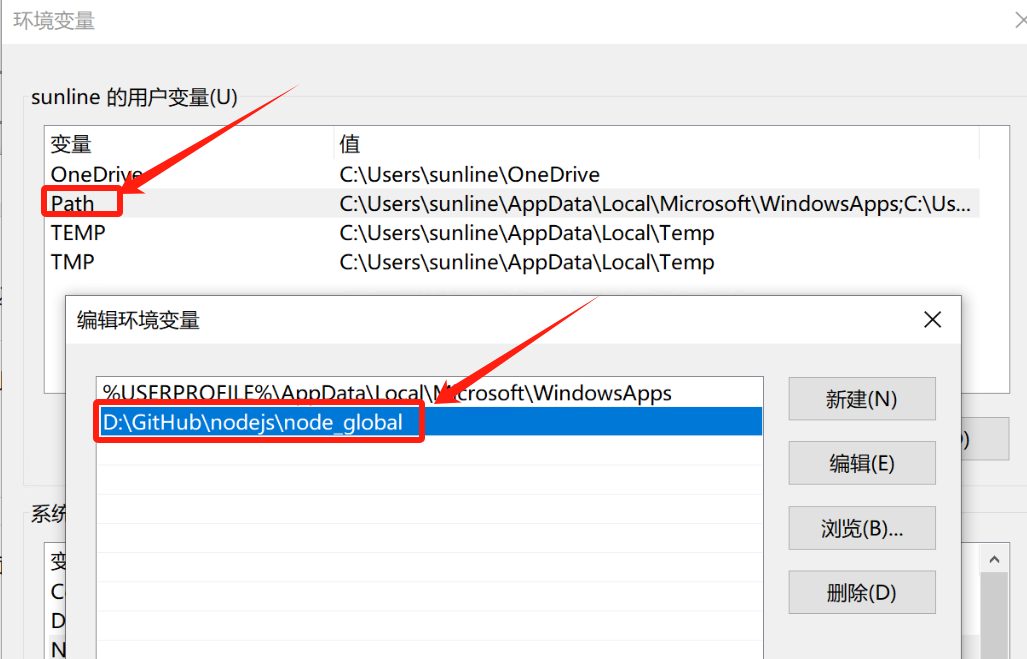 环境变量
sunline 的用户变量(U)
变量 值
OneDrive C:\Users\sunline\OneDrive
Path C:\Users\sunline\AppData\Local\Microsoft\WindowsApps;C:\Us...
TEMP C:\Users\sunline\AppData\Local\Temp
TMP C:\Users\sunline\AppData\Local\Temp
编辑环境变量
%USERPROFILE%\AppData\Local\Microsoft\WindowsApps
D:\GitHub\nodejs\node_global
新建(N)
编辑(E)
浏览(B)...
删除(D)
系统
变
C
D
N